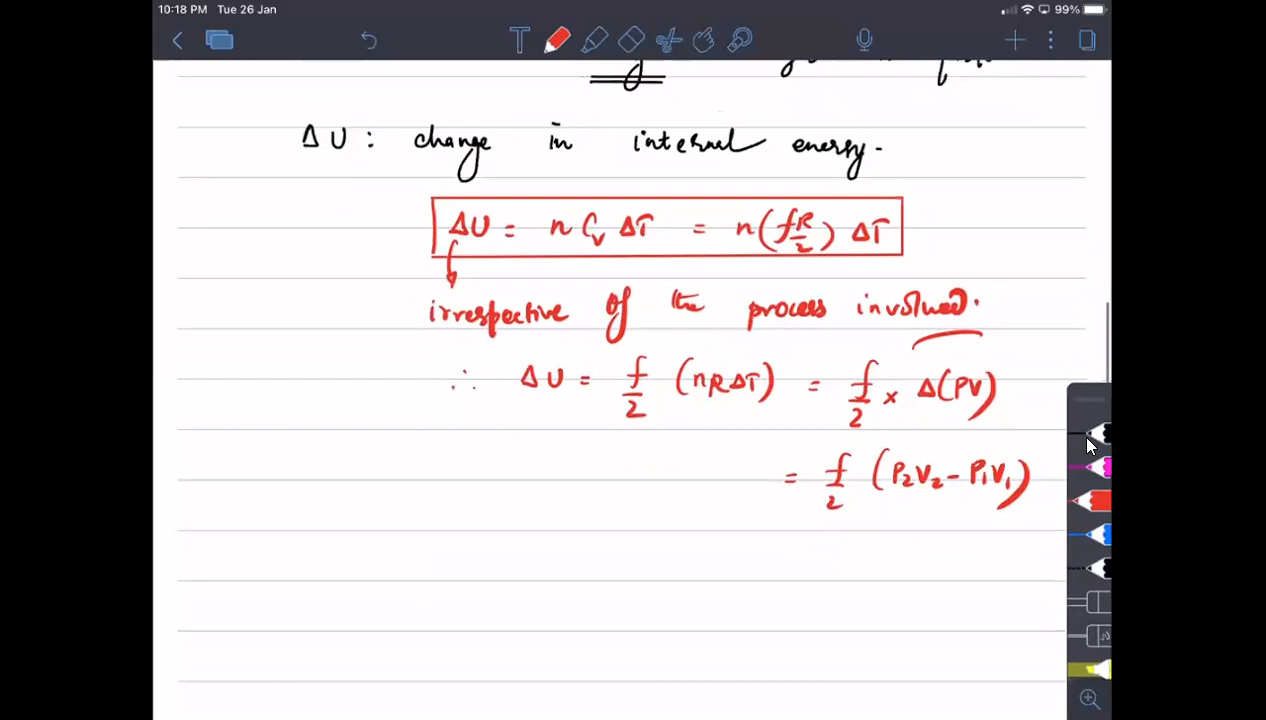 10:18 PM Tue 26 Jan 99%
ΔU : change in internal energy.
ΔU = n Cv ΔT = n(fR/2) ΔT
irrespective of the process involved.
∴ ΔU = f/2 (nRΔT) = f/2 × Δ(PV)
= f/2 (P₂V₂ - P₁V₁)